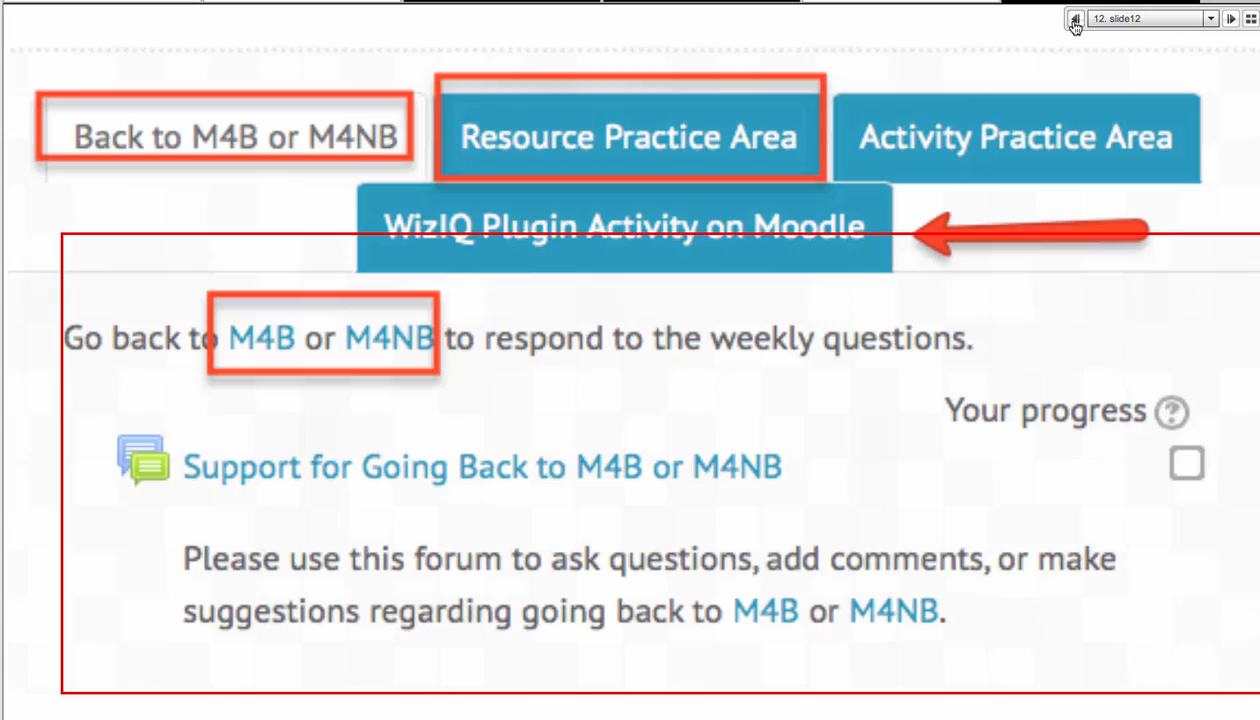 12. slide12
Back to M4B or M4NB
Resource Practice Area
Activity Practice Area
WizIQ Plugin Activity on Moodle
Go back to M4B or M4NB to respond to the weekly questions.
Your progress
Support for Going Back to M4B or M4NB
Please use this forum to ask questions, add comments, or make
suggestions regarding going back to M4B or M4NB.